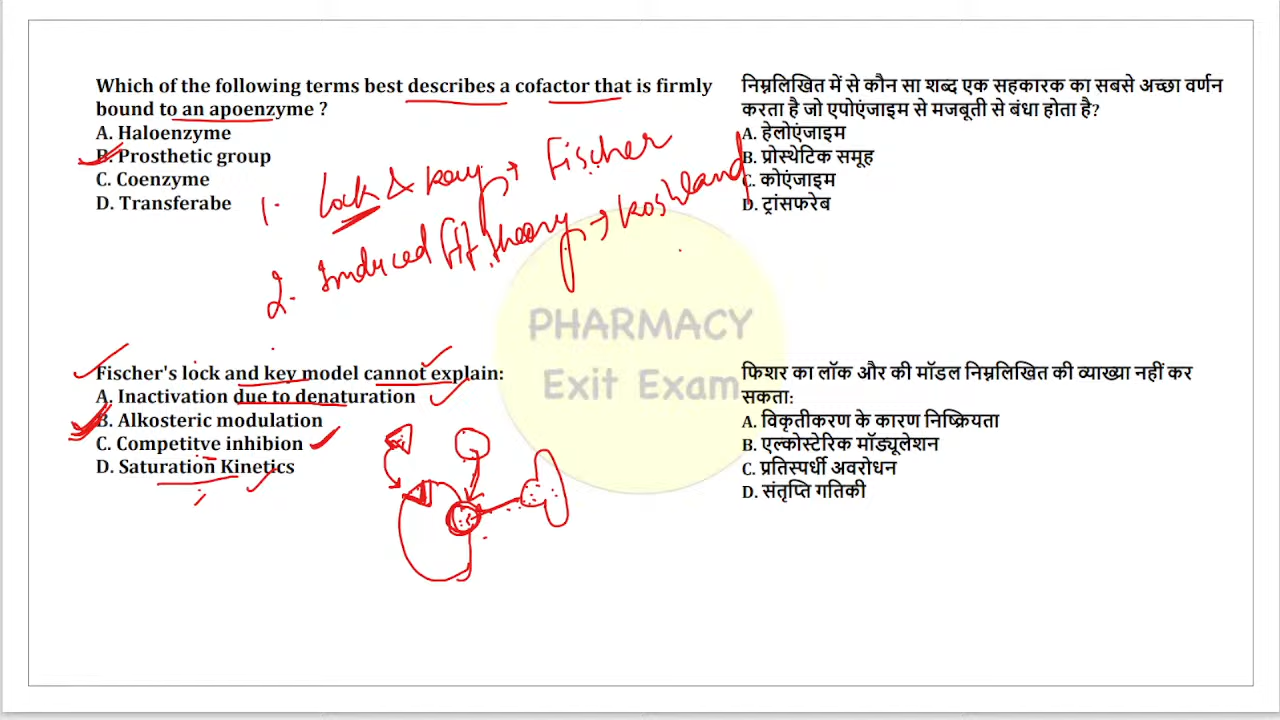 Which of the following terms best describes a cofactor that is firmly
bound to an apoenzyme ?
A. Haloenzyme
B. Prosthetic group
C. Coenzyme
D. Transferabe
निम्नलिखित में से कौन सा शब्द एक सहकारक का सबसे अच्छा वर्णन
करता है जो एपोएंजाइम से मजबूती से बंधा होता है?
A. हेलोएंजाइम
B. प्रोस्थेटिक समूह
C. कोएंजाइम
D. ट्रांसफरेब
1. Lock & key → Fischer
2. Induced fit theory → Koshland
PHARMACY
Exit Exam
Fischer's lock and key model cannot explain:
A. Inactivation due to denaturation
B. Alkosteric modulation
C. Competitve inhibion
D. Saturation Kinetics
फिशर का लॉक और की मॉडल निम्नलिखित की व्याख्या नहीं कर
सकता:
A. विकृतीकरण के कारण निष्क्रियता
B. एल्कोस्टेरिक मॉड्यूलेशन
C. प्रतिस्पर्धी अवरोधन
D. संतृप्ति गतिकी